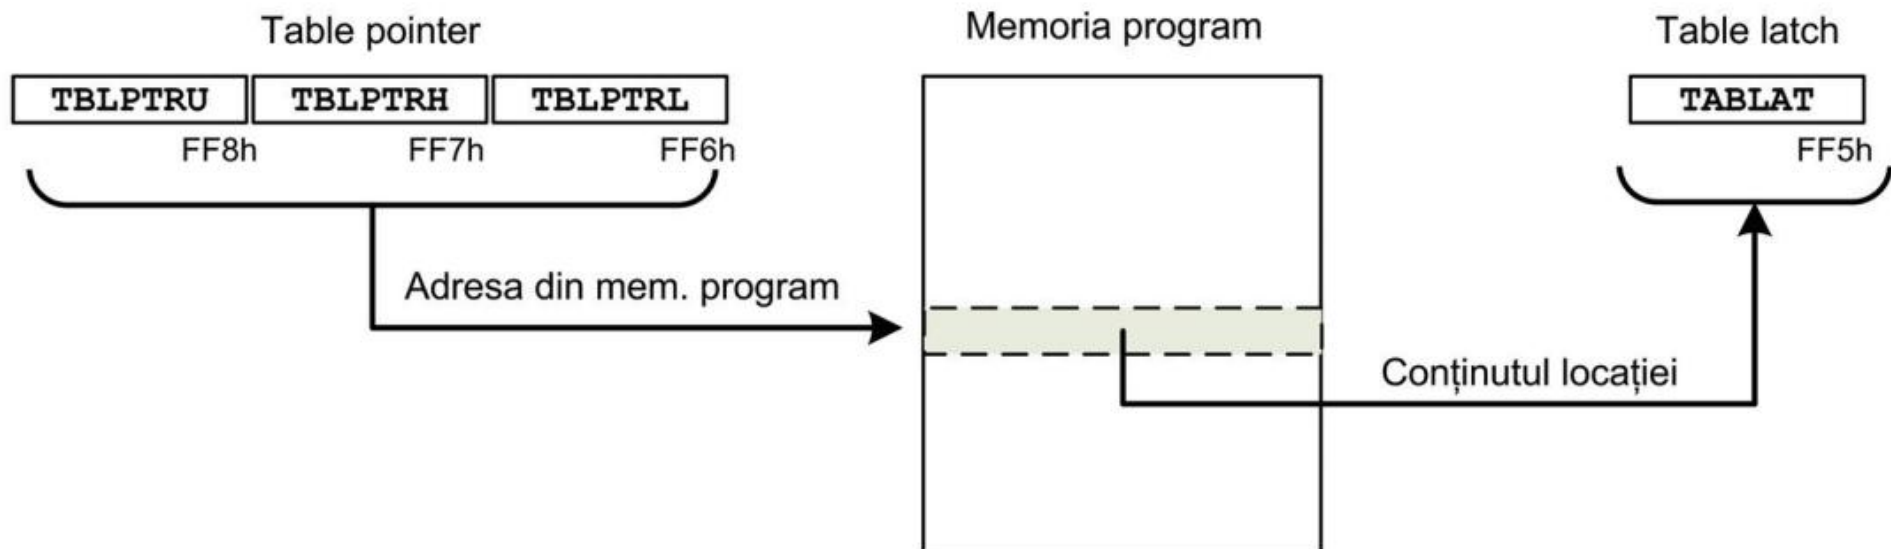 Table pointer
Memoria program
Table latch
TBLPTRU TBLPTRH TBLPTRL
TABLAT
FF8h FF7h FF6h
FF5h
Adresa din mem. program
Conținutul locației